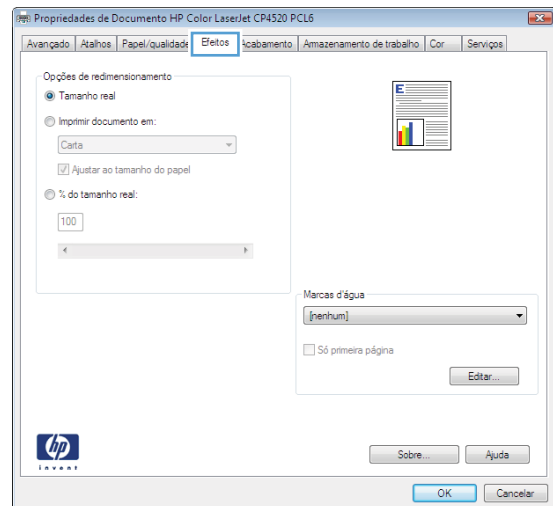 Propriedades de Documento HP Color LaserJet CP4520 PCL6
Avançado Atalhos Papel/qualidade Efeitos Acabamento Armazenamento de trabalho Cor Serviços
Opções de redimensionamento
Tamanho real
Imprimir documento em:
Carta
Ajustar ao tamanho do papel
% do tamanho real:
100
E
Marcas d'água
[nenhum]
Só primeira página
Editar...
hp
invent
Sobre...
Ajuda
OK
Cancelar